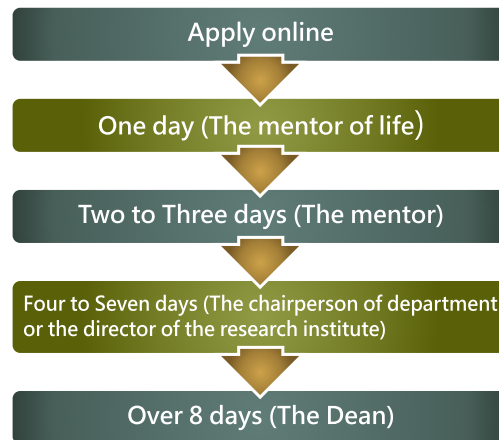 Apply online
One day (The mentor of life)
Two to Three days (The mentor)
Four to Seven days (The chairperson of department
or the director of the research institute)
Over 8 days (The Dean)